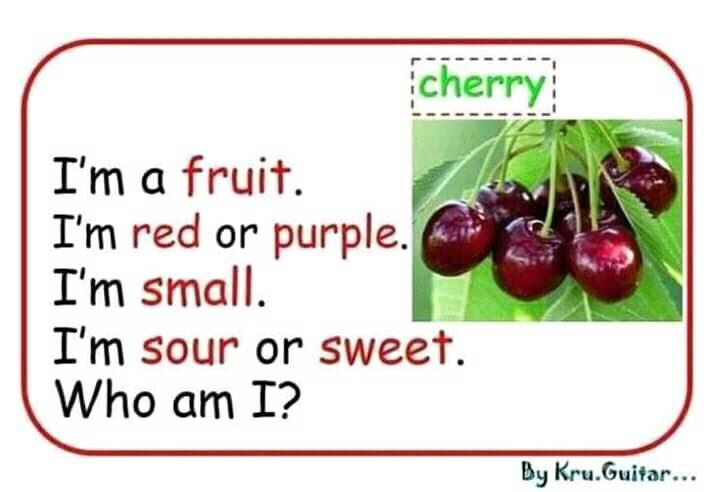 cherry
I'm a fruit.
I'm red or purple.
I'm small.
I'm sour or sweet.
Who am I?
By Kru.Guitar...